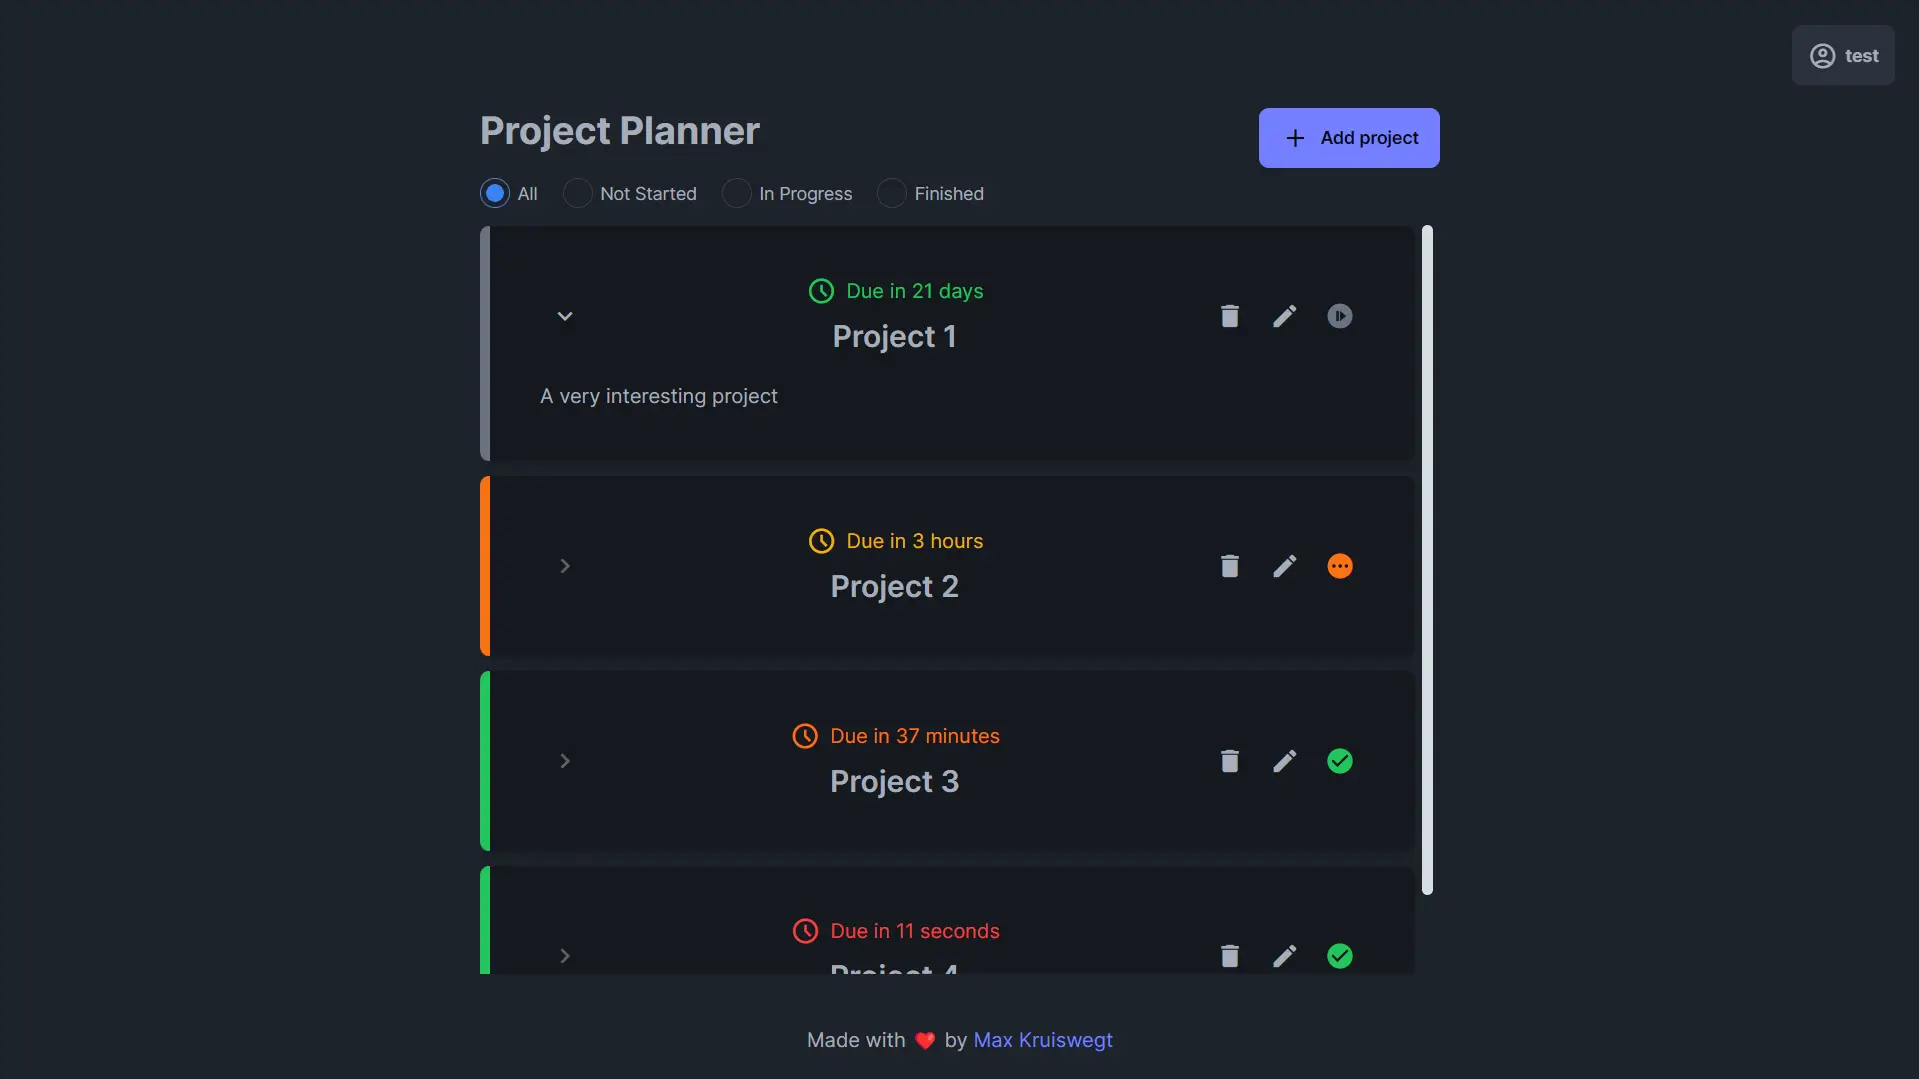 test
Project Planner
Add project
All Not Started In Progress Finished
Due in 21 days
Project 1
A very interesting project
Due in 3 hours
Project 2
Due in 37 minutes
Project 3
Due in 11 seconds
Project 4
Made with ❤️ by Max Kruiswegt